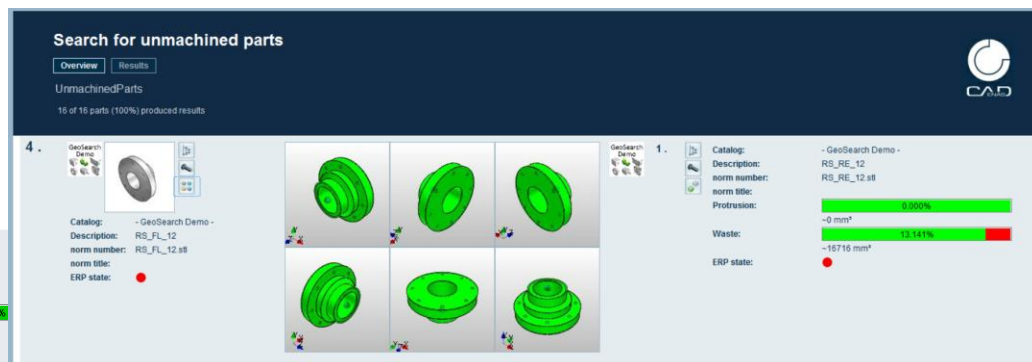 Search for unmachined parts
Overview Results
UnmachinedParts
16 of 16 parts (100%) produced results
CAD
ENAS
4 .
GeoSearch
Demo
Catalog: - GeoSearch Demo -
Description: RS_FL_12
norm number: RS_FL_12.stl
norm title:
ERP state:
GeoSearch
Demo
1 .
Catalog: - GeoSearch Demo -
Description: RS_RE_12
norm number: RS_RE_12.stl
norm title:
Protrusion: 0.000%
~0 mm³
Waste: 13.141%
~16716 mm³
ERP state:
%